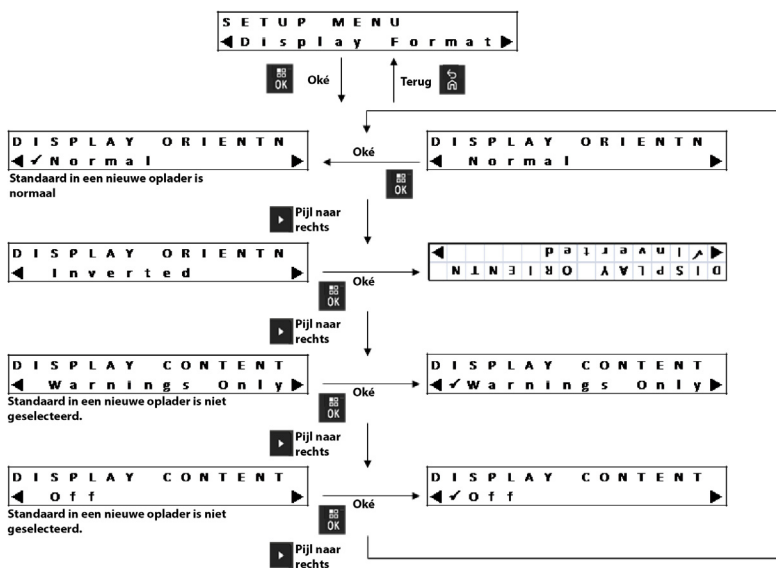 SETUP MENU
◀Display Format▶
OK
Oké
Terug
DISPLAY ORIENTN
◀✓Normal▶
Standaard in een nieuwe oplader is
normaal
Oké
OK
DISPLAY ORIENTN
Normal▶
Pijl naar
rechts
DISPLAY ORIENTN
◀ Inverted
OK
Oké
DISPLAY ORIENTN
✓Inverted
Pijl naar
rechts
DISPLAY CONTENT
◀ Warnings Only▶
Standaard in een nieuwe oplader is niet
geselecteerd.
OK
Oké
DISPLAY CONTENT
◀✓Warnings Only▶
Pijl naar
rechts
DISPLAY CONTENT
◀ Off▶
Standaard in een nieuwe oplader is niet
geselecteerd.
OK
Oké
DISPLAY CONTENT
◀✓Off▶
Pijl naar
rechts